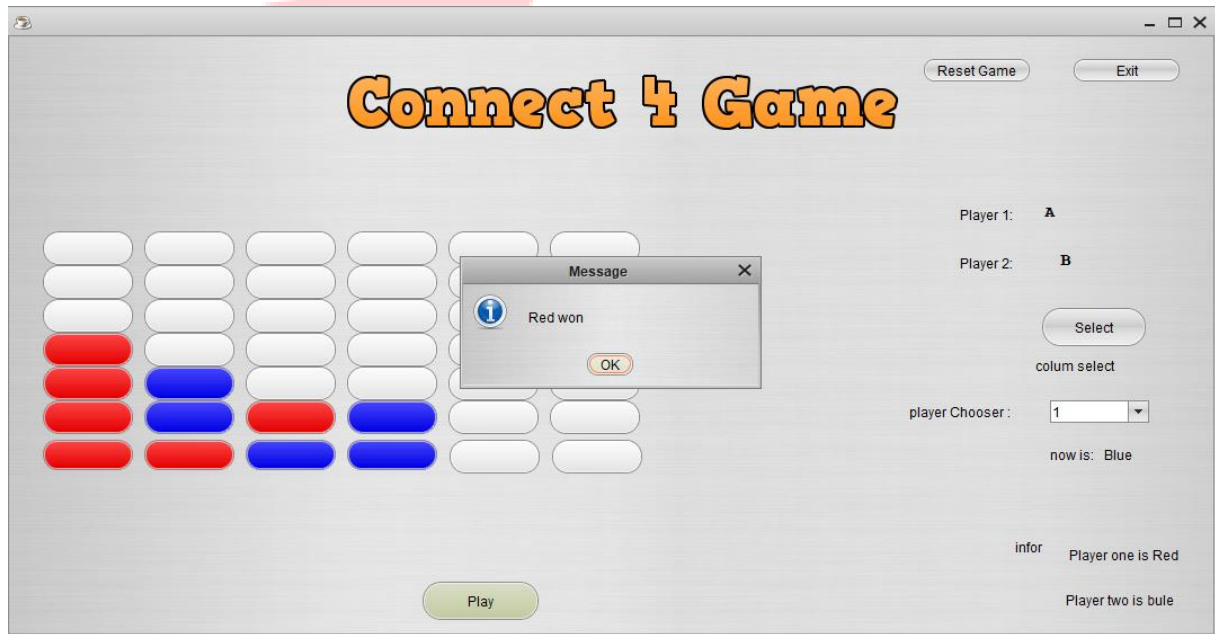 Connect 4 Game
Reset Game
Exit
Player 1: A
Player 2: B
Message
Red won
OK
Select
colum select
player Chooser : 1
now is: Blue
infor
Player one is Red
Play
Player two is bule